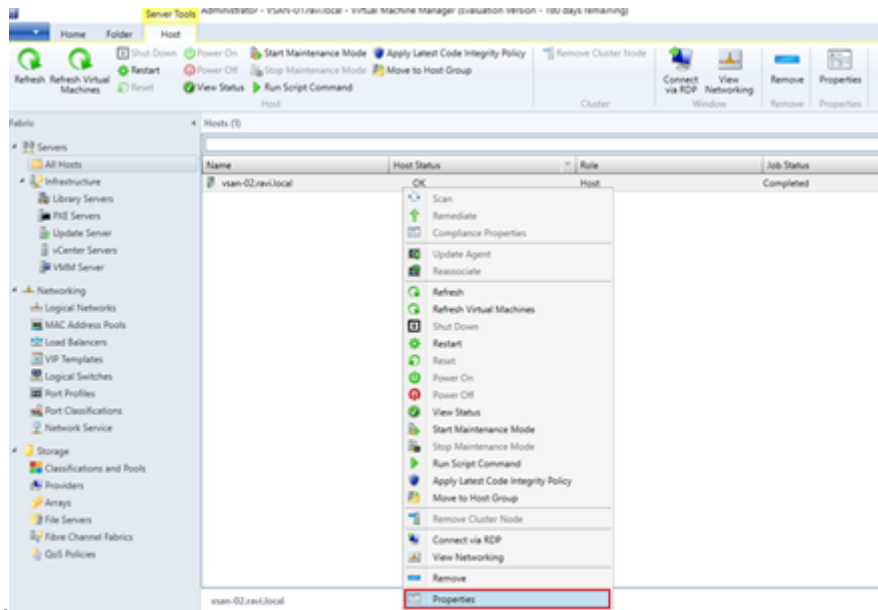 Server Tools Administrator - VSAN-01.ravi.local - Virtual Machine Manager (Evaluation Version - 180 days remaining)
Home Folder Host
Shut Down Power On Start Maintenance Mode Apply Latest Code Integrity Policy Remove Cluster Node
Refresh Refresh Virtual Machines Restart Power Off Stop Maintenance Mode Move to Host Group Connect via RDP View Networking Remove Properties
Reset View Status Run Script Command
Host Cluster Window Remove Properties
Fabric
Servers
All Hosts
Infrastructure
Library Servers
PXE Servers
Update Server
vCenter Servers
VMM Server
Networking
Logical Networks
MAC Address Pools
Load Balancers
VIP Templates
Logical Switches
Port Profiles
Port Classifications
Network Service
Storage
Classifications and Pools
Providers
Arrays
File Servers
Fibre Channel Fabrics
QoS Policies
Hosts (1)
Name Host Status Role Job Status
vsan-02.ravi.local OK Host Completed
Scan
Remediate
Compliance Properties
Update Agent
Reassociate
Refresh
Refresh Virtual Machines
Shut Down
Restart
Reset
Power On
Power Off
View Status
Start Maintenance Mode
Stop Maintenance Mode
Run Script Command
Apply Latest Code Integrity Policy
Move to Host Group
Remove Cluster Node
Connect via RDP
View Networking
Remove
Properties
vsan-02.ravi.local